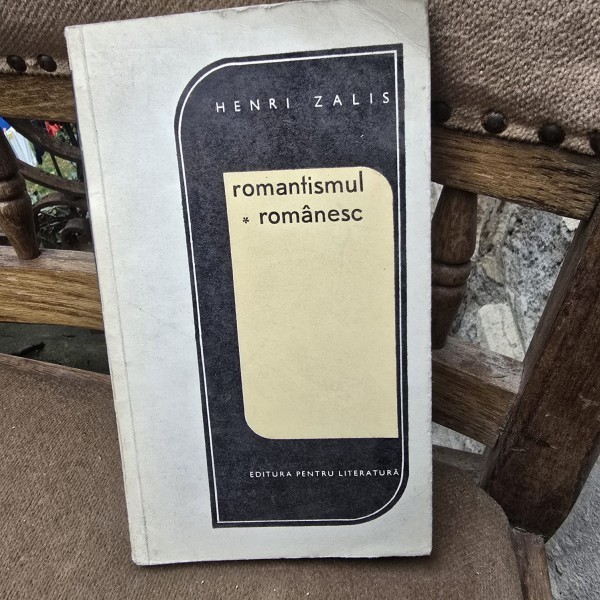 HENRI ZALIS
romantismul
* românesc
EDITURA PENTRU LITERATURĂ